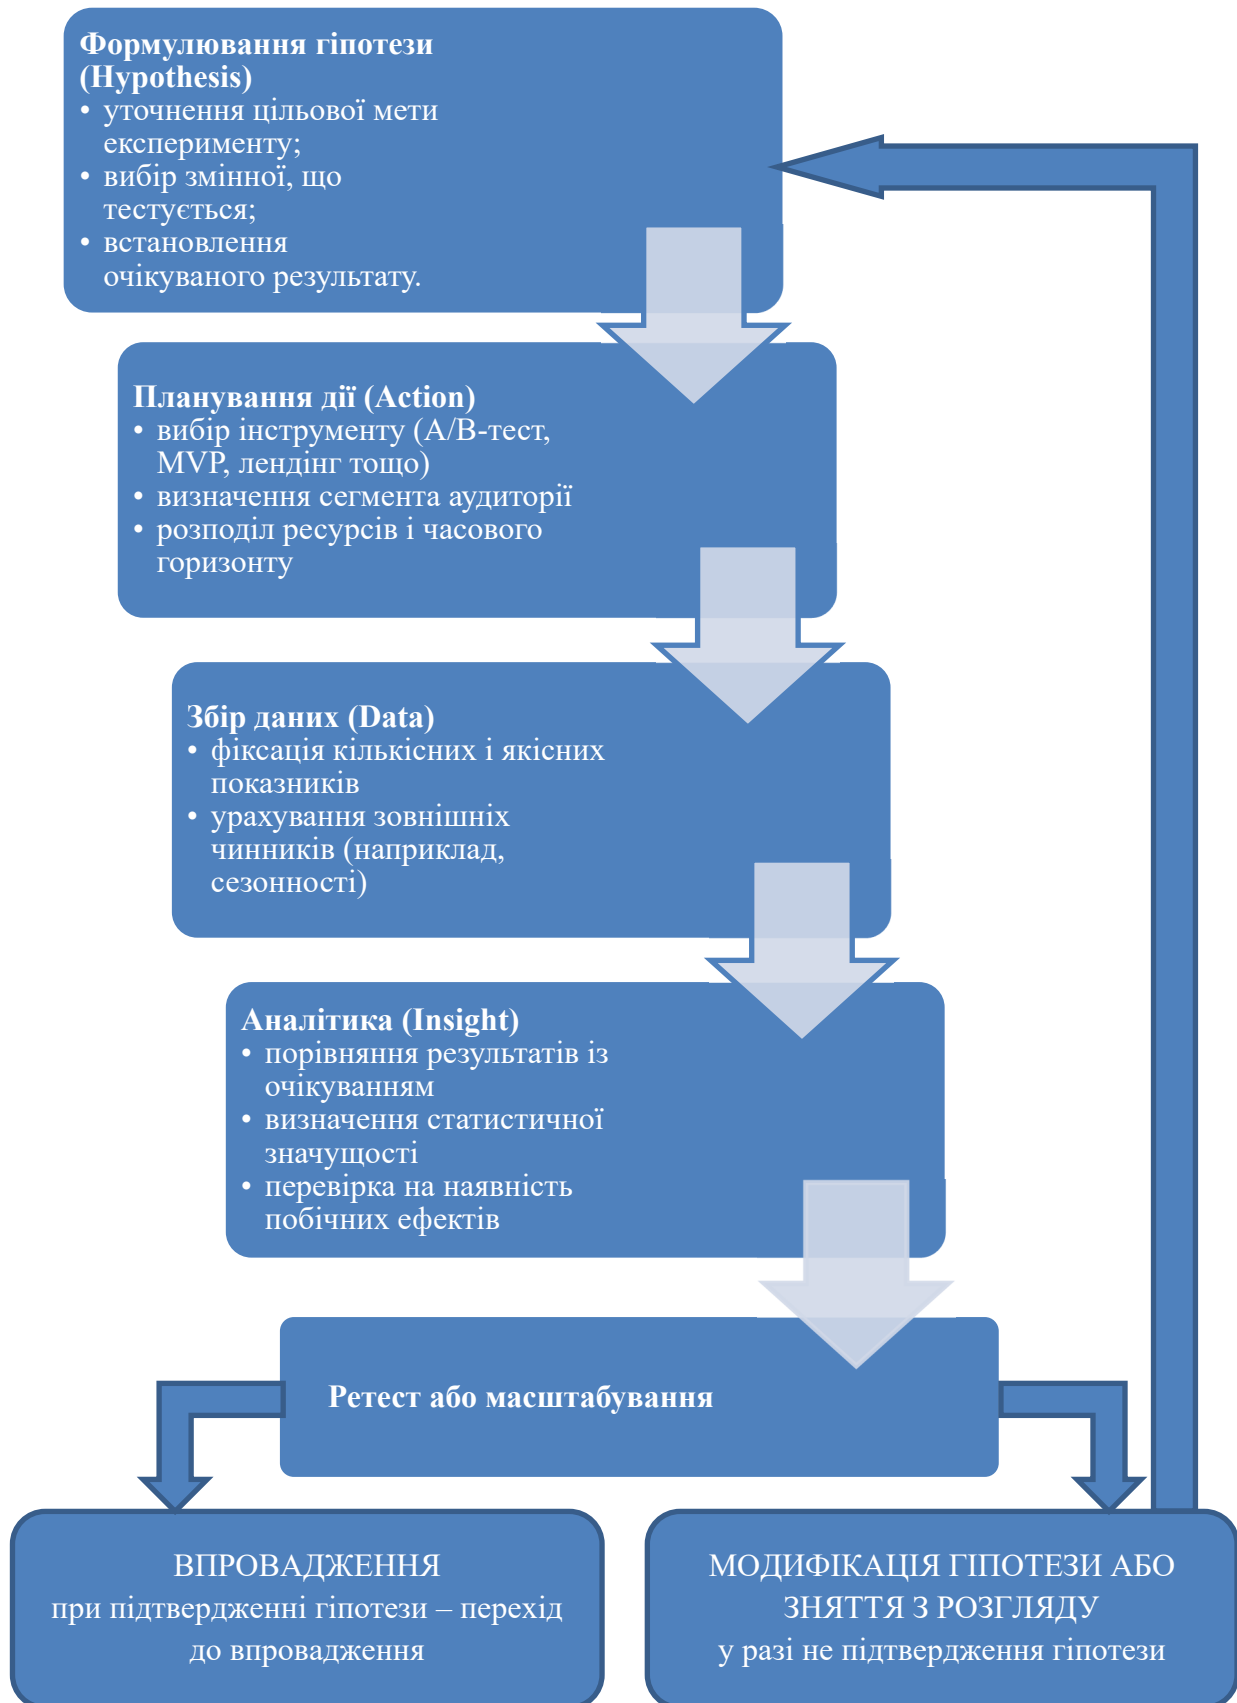 Формулювання гіпотези
(Hypothesis)
• уточнення цільової мети
експерименту;
• вибір змінної, що
тестується;
• встановлення
очікуваного результату.
Планування дії (Action)
• вибір інструменту (A/B-тест,
MVP, лендінг тощо)
• визначення сегмента аудиторії
• розподіл ресурсів і часового
горизонту
Збір даних (Data)
• фіксація кількісних і якісних
показників
• урахування зовнішніх
чинників (наприклад,
сезонності)
Аналітика (Insight)
• порівняння результатів із
очікуванням
• визначення статистичної
значущості
• перевірка на наявність
побічних ефектів
Ретест або масштабування
ВПРОВАДЖЕННЯ
при підтвердженні гіпотези – перехід
до впровадження
МОДИФІКАЦІЯ ГІПОТЕЗИ АБО
ЗНЯТТЯ З РОЗГЛЯДУ
у разі не підтвердження гіпотези